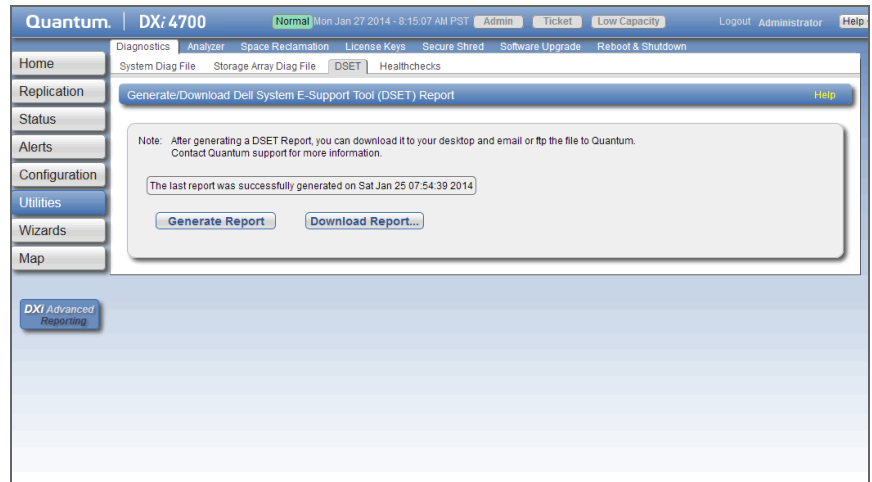 Quantum. DXi 4700 Normal Mon Jan 27 2014 - 8:15:07 AM PST Admin Ticket Low Capacity Logout Administrator Help
Diagnostics Analyzer Space Reclamation License Keys Secure Shred Software Upgrade Reboot & Shutdown
System Diag File Storage Array Diag File DSET Healthchecks
Home
Replication
Status
Alerts
Configuration
Utilities
Wizards
Map
DXi Advanced
Reporting
Generate/Download Dell System E-Support Tool (DSET) Report Help
Note: After generating a DSET Report, you can download it to your desktop and email or ftp the file to Quantum.
Contact Quantum support for more information.
The last report was successfully generated on Sat Jan 25 07:54:39 2014
Generate Report Download Report...